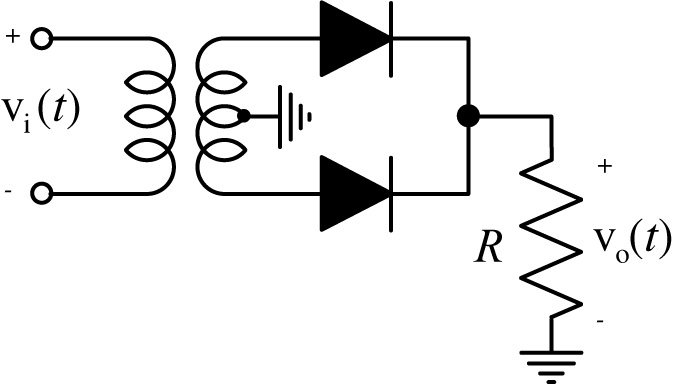 +
vᵢ(t)
-
+
R vₒ(t)
-